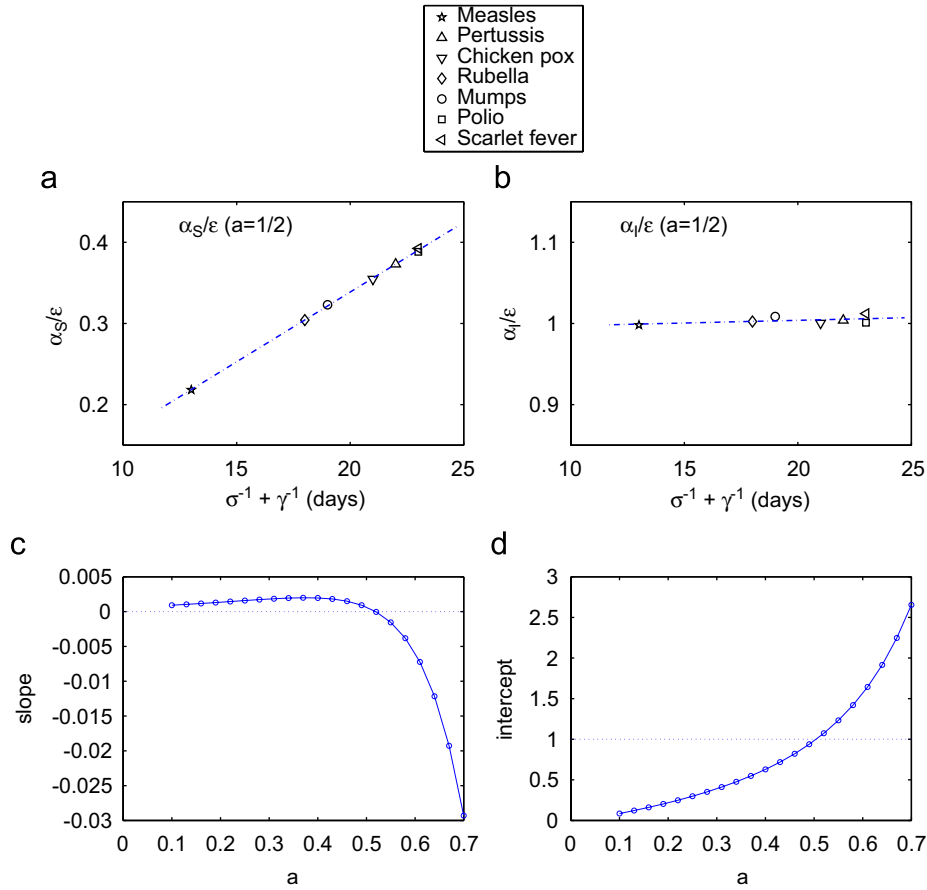 Measles
Pertussis
Chicken pox
Rubella
Mumps
Polio
Scarlet fever
a
b
α_S/ε (a=1/2)
α_I/ε (a=1/2)
α_S/ε
0.4
0.3
0.2
10 15 20 25
σ⁻¹ + γ⁻¹ (days)
α_I/ε
1.1
1
0.9
10 15 20 25
σ⁻¹ + γ⁻¹ (days)
c
d
slope
0.005
0
-0.005
-0.01
-0.015
-0.02
-0.025
-0.03
0 0.1 0.2 0.3 0.4 0.5 0.6 0.7
a
intercept
3
2.5
2
1.5
1
0.5
0
0 0.1 0.2 0.3 0.4 0.5 0.6 0.7
a